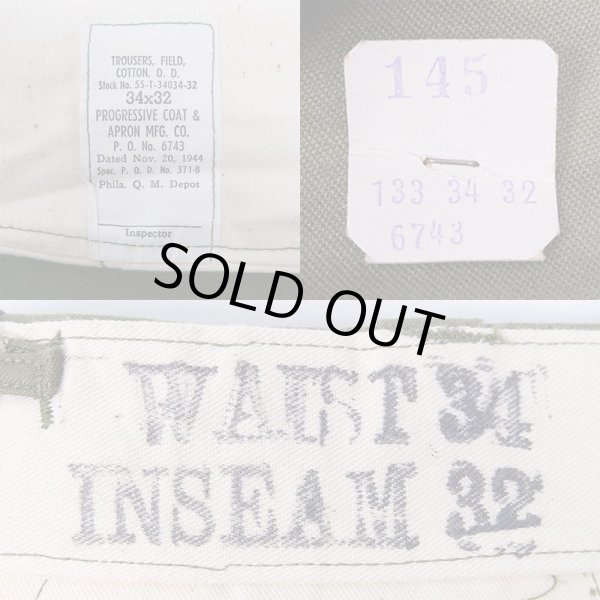 TROUSERS, FIELD,
COTTON, O. D.
Stock No. 55-T-34034-32
34x32
PROGRESSIVE COAT &
APRON MFG. CO.
P. O. No. 6743
Dated Nov. 20, 1944
Spec. P. Q. D. No. 371-B
Phila. Q. M. Depot
Inspector
145
133 34 32
6743
SOLD OUT
WAIST 34
INSEAM 32